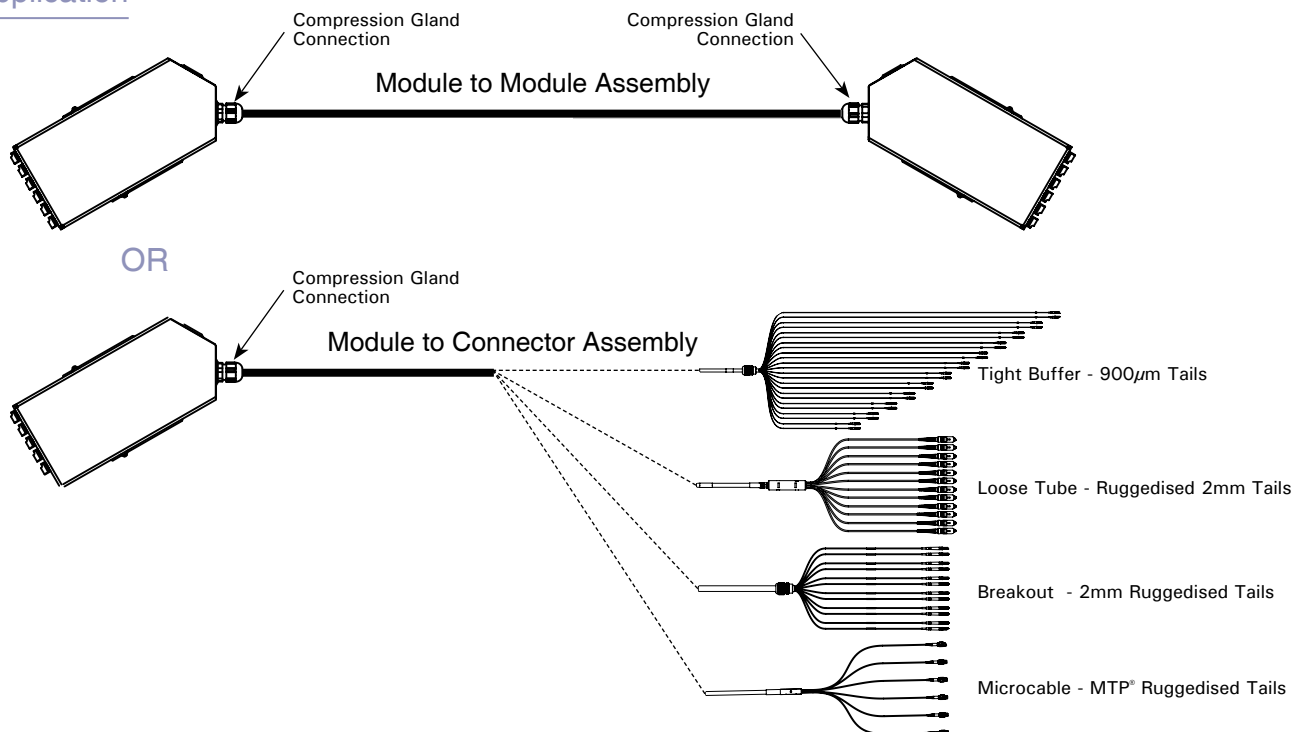 plication
Compression Gland
Connection
Compression Gland
Connection
Module to Module Assembly
OR
Compression Gland
Connection
Module to Connector Assembly
Tight Buffer - 900µm Tails
Loose Tube - Ruggedised 2mm Tails
Breakout - 2mm Ruggedised Tails
Microcable - MTP® Ruggedised Tails